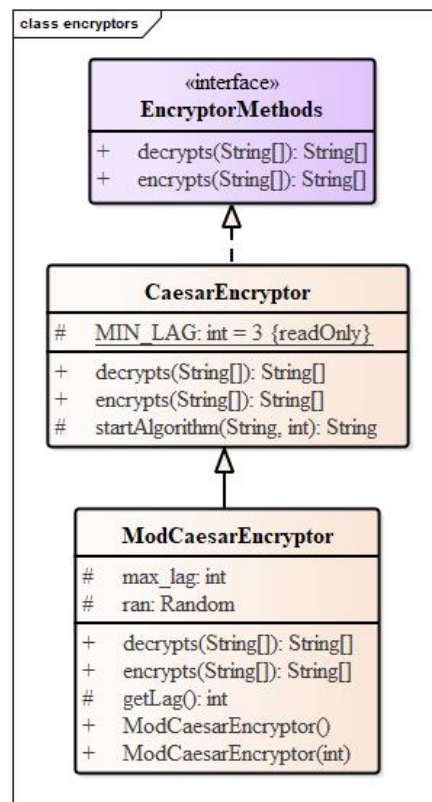 class encryptors
«interface»
EncryptorMethods
+ decrypts(String[]): String[]
+ encrypts(String[]): String[]
CaesarEncryptor
# MIN_LAG: int = 3 {readOnly}
+ decrypts(String[]): String[]
+ encrypts(String[]): String[]
# startAlgorithm(String, int): String
ModCaesarEncryptor
# max_lag: int
# ran: Random
+ decrypts(String[]): String[]
+ encrypts(String[]): String[]
# getLag(): int
+ ModCaesarEncryptor()
+ ModCaesarEncryptor(int)